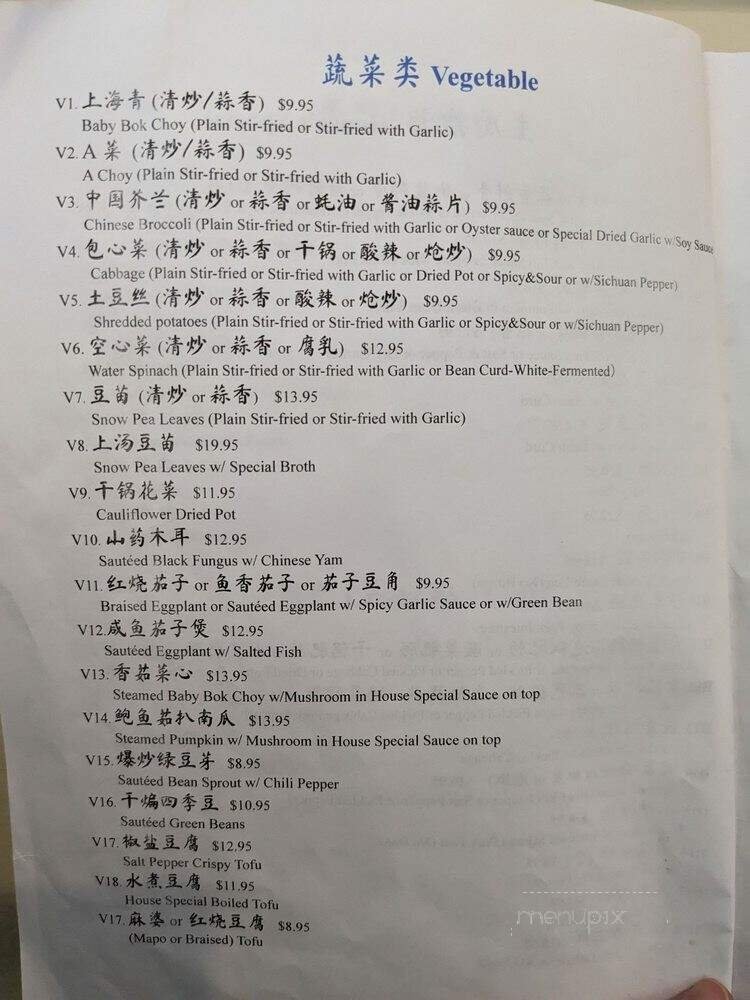 蔬菜类 Vegetable
V1. 上海青 (清炒/蒜香) $9.95
Baby Bok Choy (Plain Stir-fried or Stir-fried with Garlic)
V2. A 菜 (清炒/蒜香) $9.95
A Choy (Plain Stir-fried or Stir-fried with Garlic)
V3. 中国芥兰 (清炒 or 蒜香 or 蚝油 or 酱油蒜片) $9.95
Chinese Broccoli (Plain Stir-fried or Stir-fried with Garlic or Oyster sauce or Special Dried Garlic w/Soy Sauce
V4. 包心菜 (清炒 or 蒜香 or 干锅 or 酸辣 or 炝炒) $9.95
Cabbage (Plain Stir-fried or Stir-fried with Garlic or Dried Pot or Spicy&Sour or w/Sichuan Pepper)
V5. 土豆丝 (清炒 or 蒜香 or 酸辣 or 炝炒) $9.95
Shredded potatoes (Plain Stir-fried or Stir-fried with Garlic or Spicy&Sour or w/Sichuan Pepper)
V6. 空心菜 (清炒 or 蒜香 or 腐乳) $12.95
Water Spinach (Plain Stir-fried or Stir-fried with Garlic or Bean Curd-White-Fermented)
V7. 豆苗 (清炒 or 蒜香) $13.95
Snow Pea Leaves (Plain Stir-fried or Stir-fried with Garlic)
V8. 上汤豆苗 $19.95
Snow Pea Leaves w/ Special Broth
V9. 干锅花菜 $11.95
Cauliflower Dried Pot
V10. 山药木耳 $12.95
Sautéed Black Fungus w/ Chinese Yam
V11. 红烧茄子 or 鱼香茄子 or 茄子豆角 $9.95
Braised Eggplant or Sautéed Eggplant w/ Spicy Garlic Sauce or w/Green Bean
V12. 咸鱼茄子煲 $12.95
Sautéed Eggplant w/ Salted Fish
V13. 香茹菜心 $13.95
Steamed Baby Bok Choy w/Mushroom in House Special Sauce on top
V14. 鲍鱼茹扒南瓜 $13.95
Steamed Pumpkin w/ Mushroom in House Special Sauce on top
V15. 爆炒绿豆芽 $8.95
Sautéed Bean Sprout w/ Chili Pepper
V16. 干煸四季豆 $10.95
Sautéed Green Beans
V17. 椒盐豆腐 $12.95
Salt Pepper Crispy Tofu
V18. 水煮豆腐 $11.95
House Special Boiled Tofu
V17. 麻婆 or 红烧豆腐 $8.95
(Mapo or Braised) Tofu
menupix